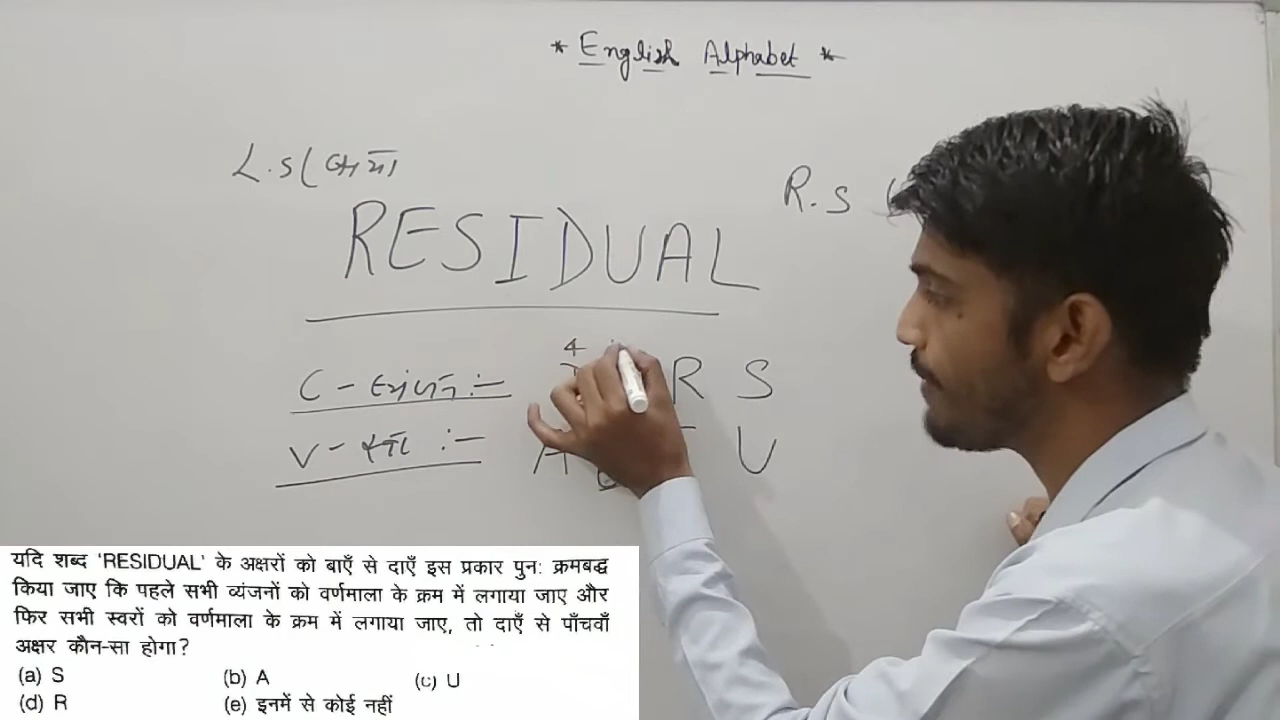 * English Alphabet *
L.S ( बायाँ
R.S (
RESIDUAL
4
C - व्यंजन :-
R S
V - स्वर :-
A
U
यदि शब्द 'RESIDUAL' के अक्षरों को बाएँ से दाएँ इस प्रकार पुन: क्रमबद्ध
किया जाए कि पहले सभी व्यंजनों को वर्णमाला के क्रम में लगाया जाए और
फिर सभी स्वरों को वर्णमाला के क्रम में लगाया जाए, तो दाएँ से पाँचवाँ
अक्षर कौन-सा होगा?
(a) S (b) A (c) U
(d) R (e) इनमें से कोई नहीं